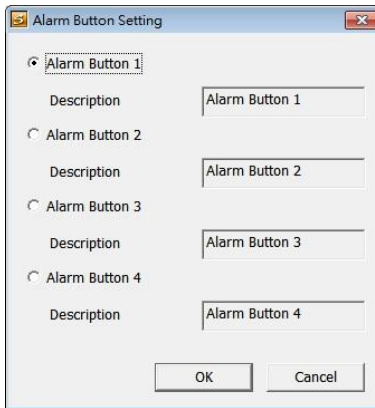 Alarm Button Setting
Alarm Button 1
Description Alarm Button 1
Alarm Button 2
Description Alarm Button 2
Alarm Button 3
Description Alarm Button 3
Alarm Button 4
Description Alarm Button 4
OK Cancel